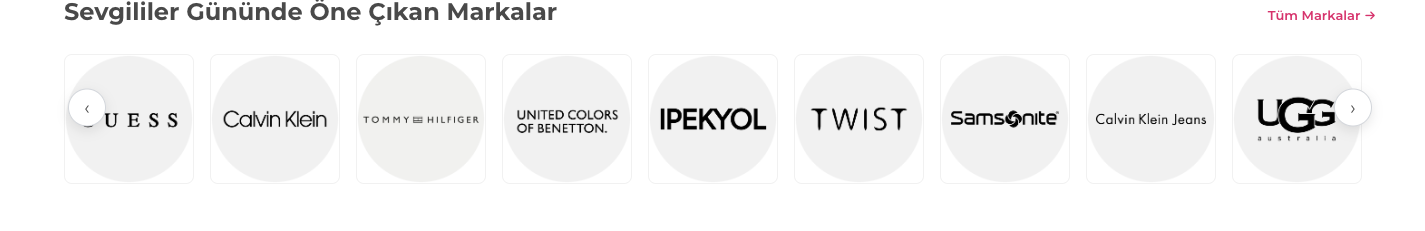 Sevgililer Gününde Öne Çıkan Markalar
Tüm Markalar →
UESS
Calvin Klein
TOMMY HILFIGER
UNITED COLORS
OF BENETTON.
IPEKYOL
TWIST
Samsonite
Calvin Klein Jeans
UGG
australia